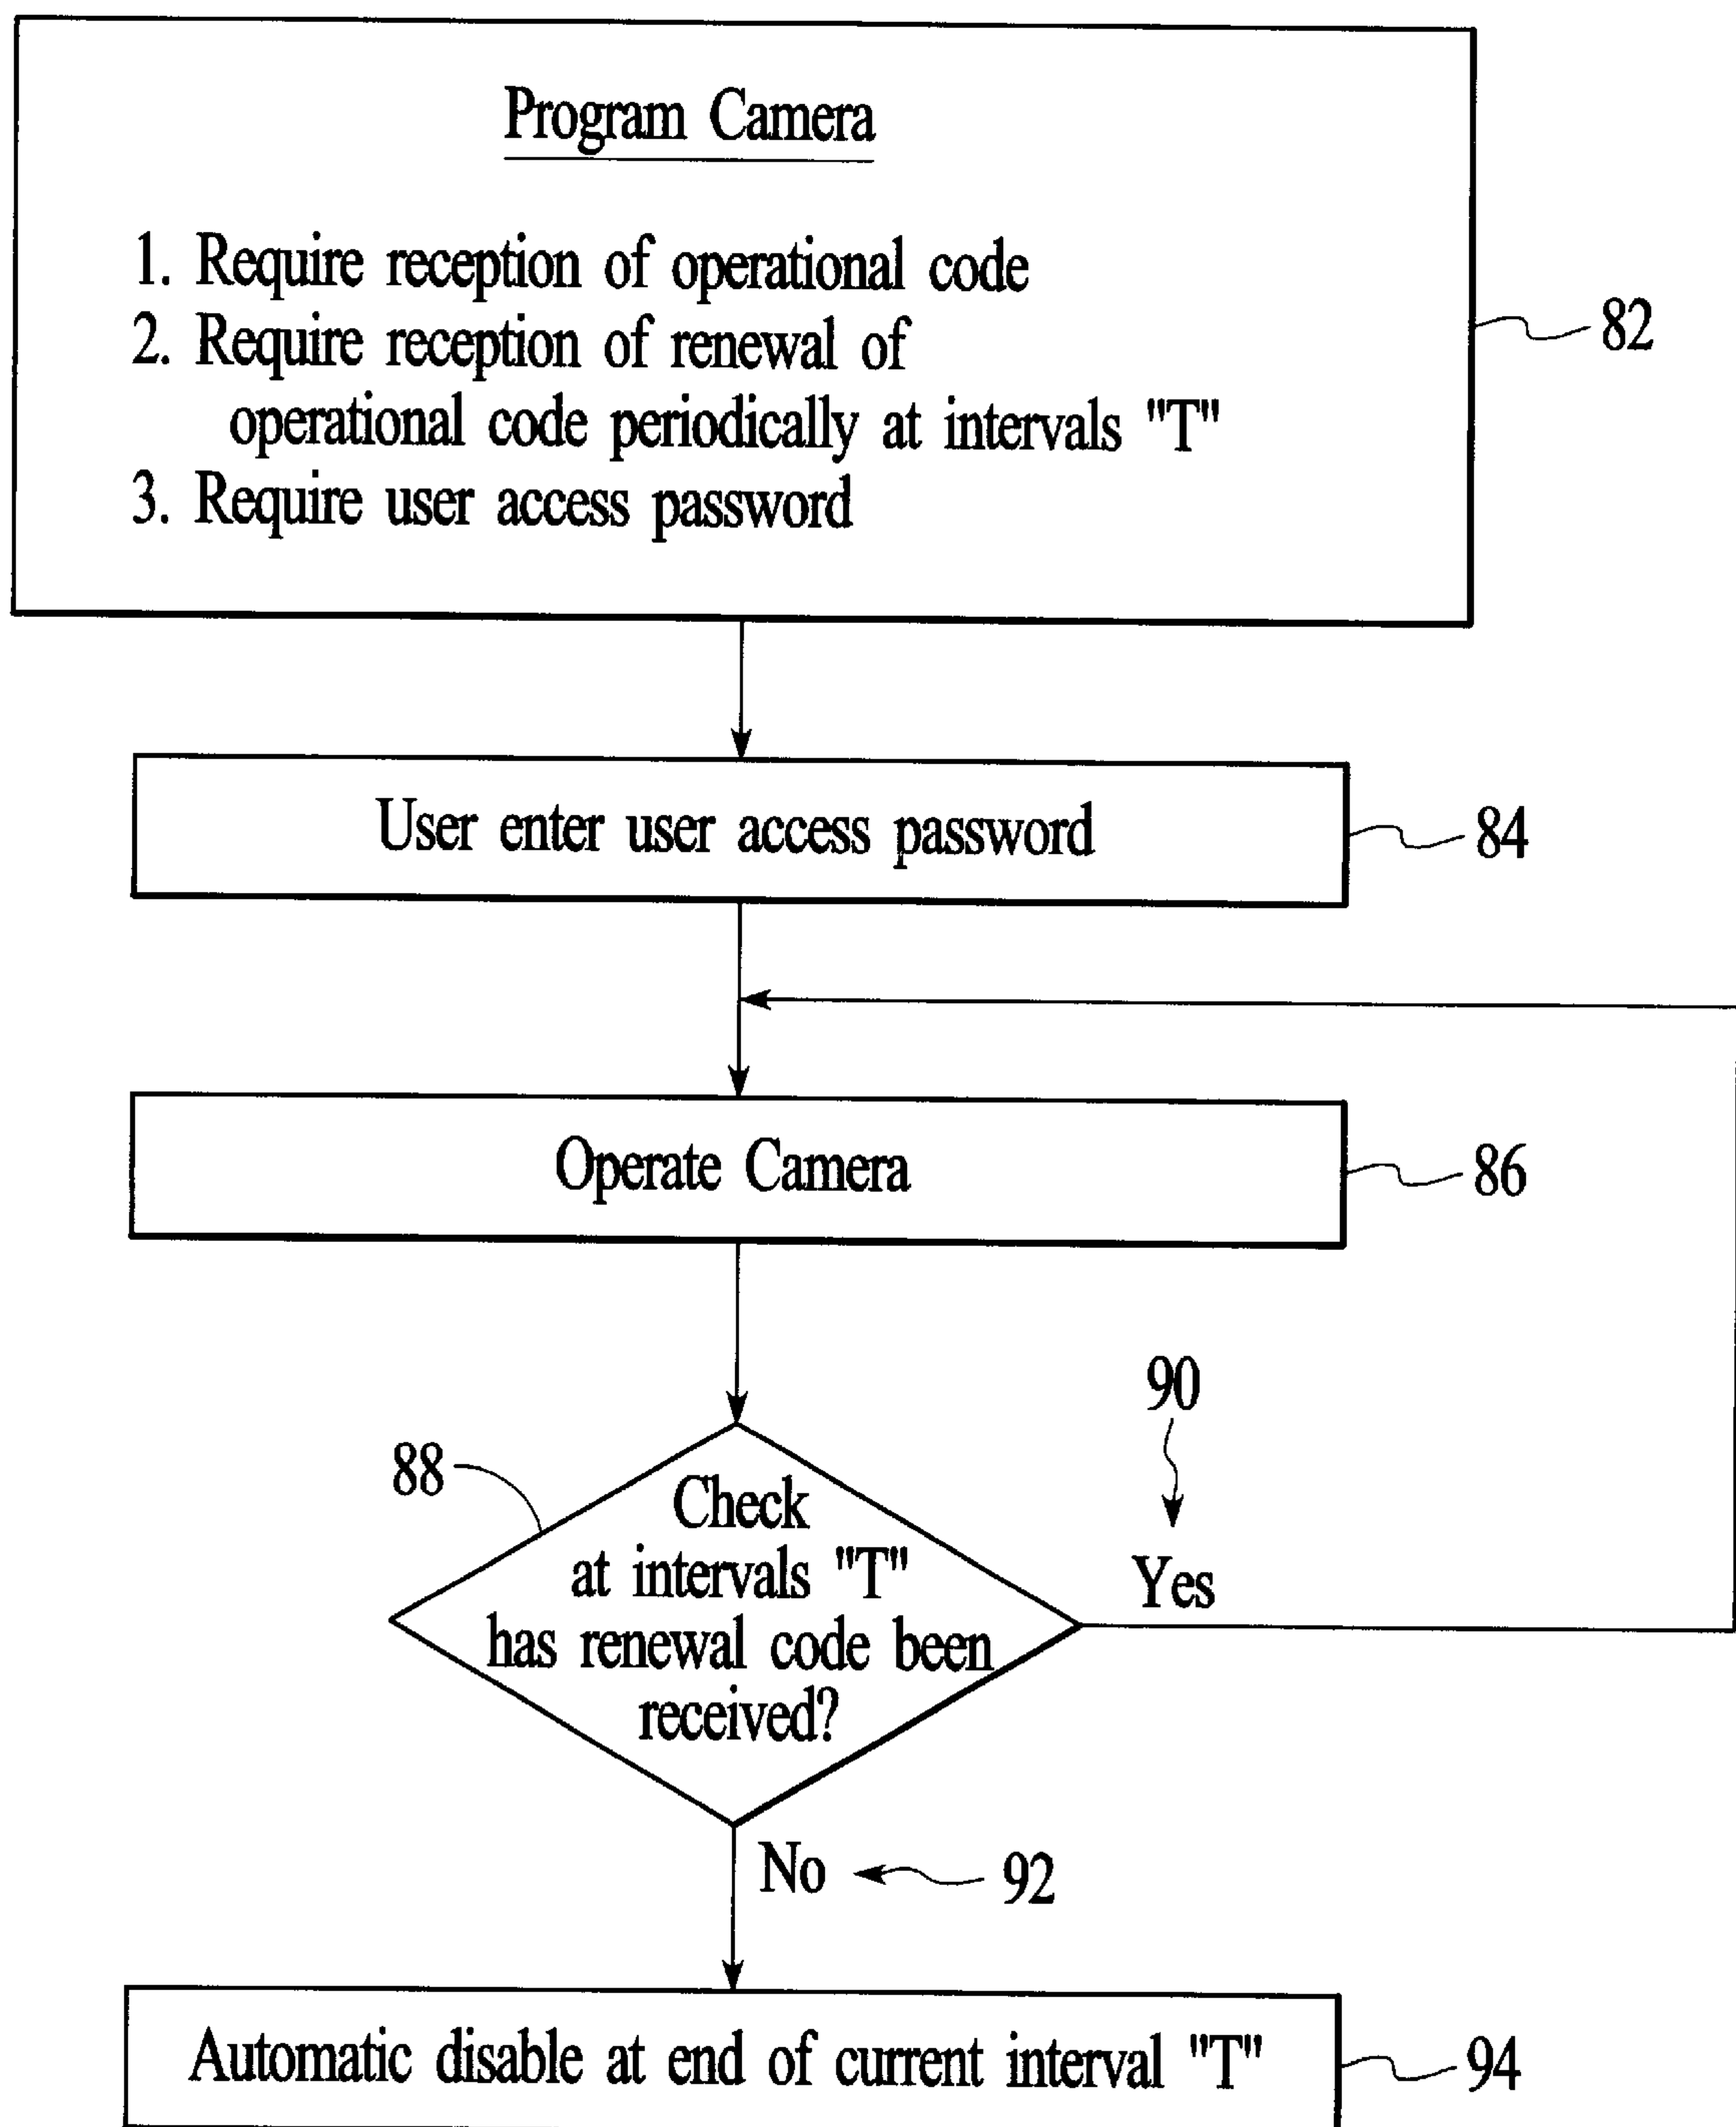 Program Camera
1. Require reception of operational code
2. Require reception of renewal of
operational code periodically at intervals "T"
3. Require user access password
82
User enter user access password
84
Operate Camera
86
90
88
Check
at intervals "T"
has renewal code been
received?
Yes
No
92
Automatic disable at end of current interval "T"
94